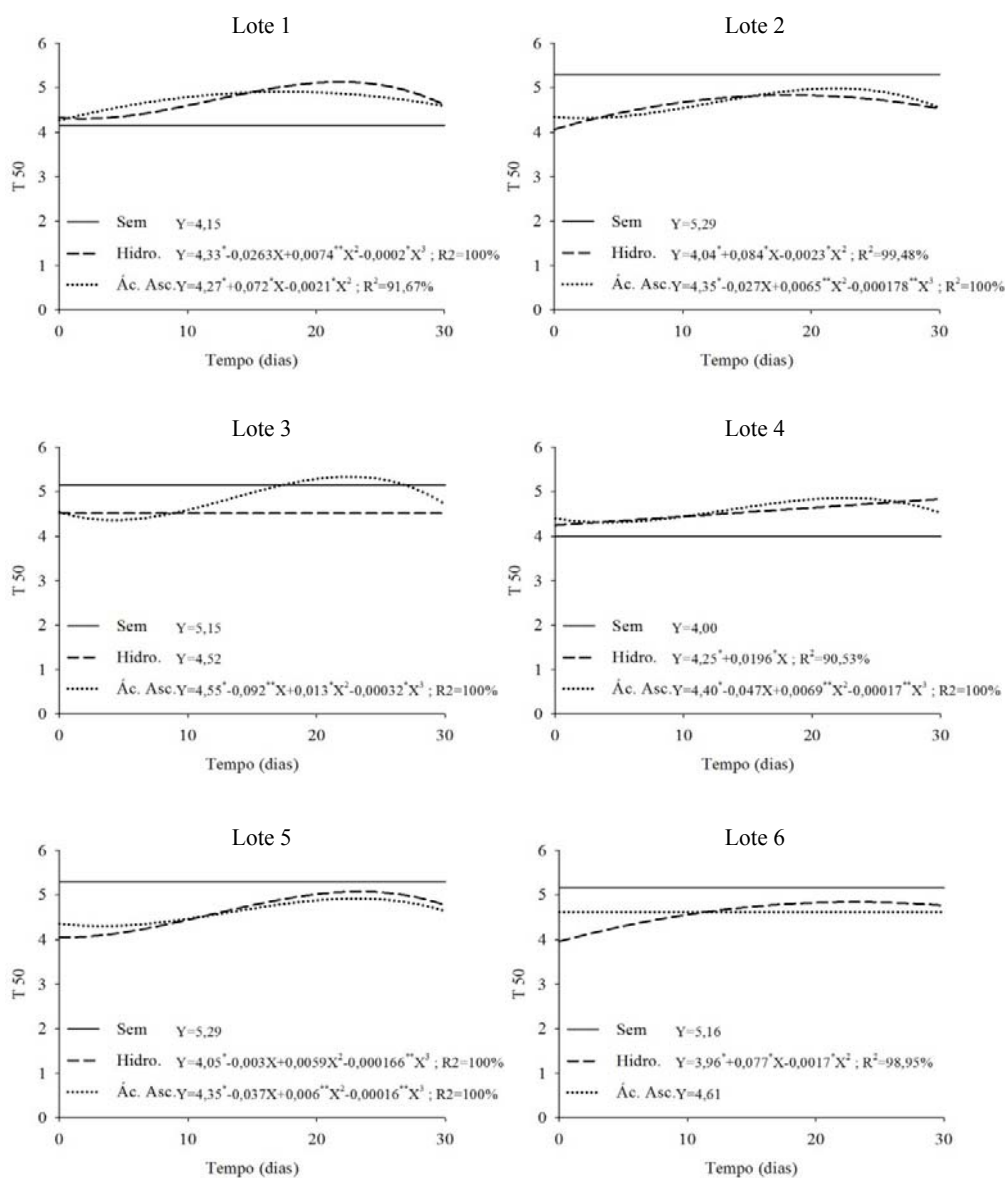 Lote 1
6
5
4
3
2
1
0
T 50
Sem Y=4,15
Hidro. Y=4,33*-0,0263X+0,0074**X²-0,0002*X³ ; R2=100%
Ác. Asc. Y=4,27*+0,072*X-0,0021*X² ; R²=91,67%
0 10 20 30
Tempo (dias)
Lote 2
6
5
4
3
2
1
0
T 50
Sem Y=5,29
Hidro. Y=4,04*+0,084*X-0,0023*X² ; R²=99,48%
Ác. Asc. Y=4,35*-0,027X+0,0065**X²-0,000178**X³ ; R²=100%
0 10 20 30
Tempo (dias)
Lote 3
6
5
4
3
2
1
0
T 50
Sem Y=5,15
Hidro. Y=4,52
Ác. Asc. Y=4,55*-0,092**X+0,013*X²-0,00032*X³ ; R2=100%
0 10 20 30
Tempo (dias)
Lote 4
6
5
4
3
2
1
0
T 50
Sem Y=4,00
Hidro. Y=4,25*+0,0196*X ; R²=90,53%
Ác. Asc. Y=4,40*-0,047X+0,0069**X²-0,00017**X³ ; R2=100%
0 10 20 30
Tempo (dias)
Lote 5
6
5
4
3
2
1
0
T 50
Sem Y=5,29
Hidro. Y=4,05*-0,003X+0,0059X²-0,000166**X³ ; R2=100%
Ác. Asc. Y=4,35*-0,037X+0,006**X²-0,00016**X³ ; R2=100%
0 10 20 30
Tempo (dias)
Lote 6
6
5
4
3
2
1
0
T 50
Sem Y=5,16
Hidro. Y=3,96*+0,077*X-0,0017*X² ; R²=98,95%
Ác. Asc. Y=4,61
0 10 20 30
Tempo (dias)